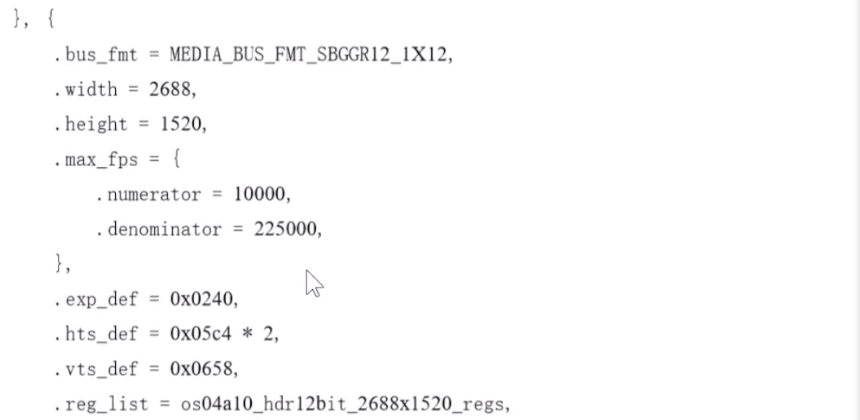 }, {
.bus_fmt = MEDIA_BUS_FMT_SBGGR12_1X12,
.width = 2688,
.height = 1520,
.max_fps = {
.numerator = 10000,
.denominator = 225000,
},
.exp_def = 0x0240,
.hts_def = 0x05c4 * 2,
.vts_def = 0x0658,
.reg_list = os04a10_hdr12bit_2688x1520_regs,